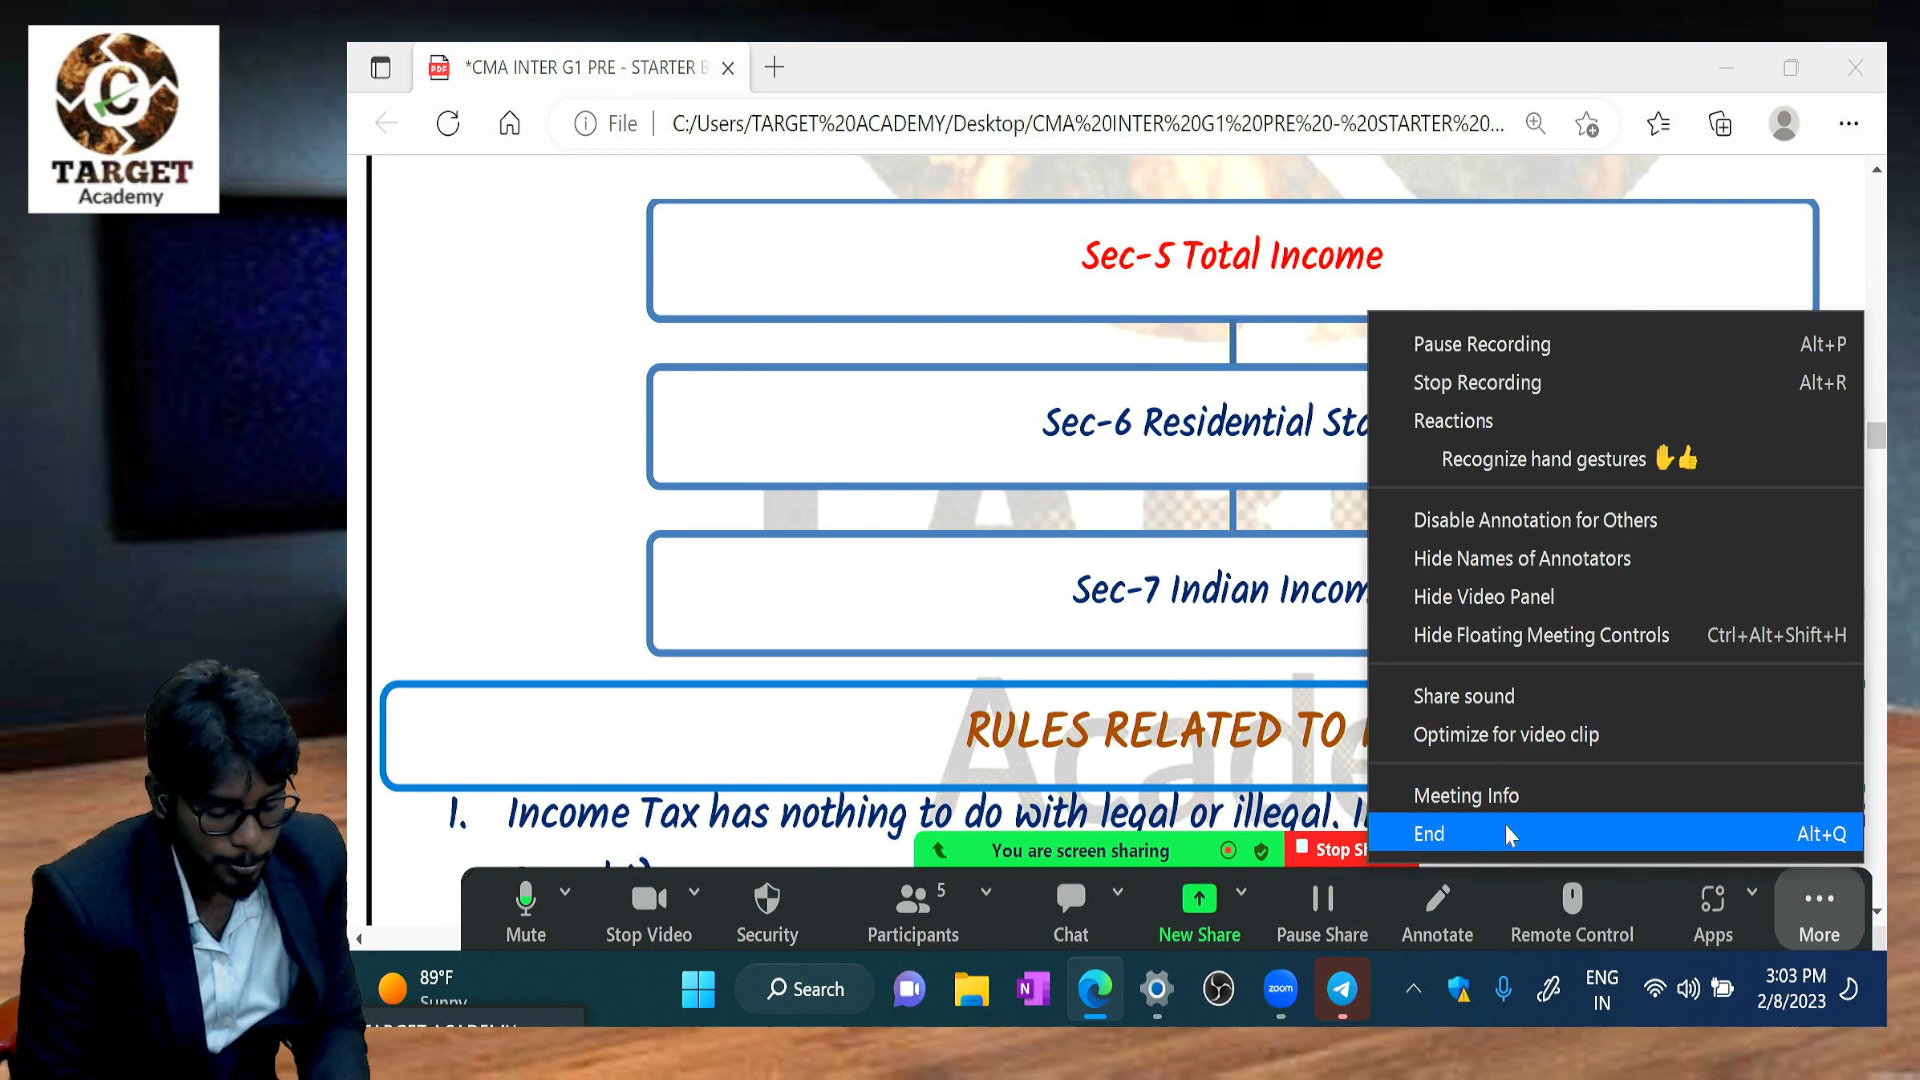 TARGET
Academy
*CMA INTER G1 PRE - STARTER B
File
C:/Users/TARGET%20ACADEMY/Desktop/CMA%20INTER%20G1%20PRE%20-%20STARTER%20...
Sec-5 Total Income
Sec-6 Residential Sta
Sec-7 Indian Incom
RULES RELATED TO
1. Income Tax has nothing to do with legal or illegal.
Pause Recording Alt+P
Stop Recording Alt+R
Reactions
Recognize hand gestures ✋👍
Disable Annotation for Others
Hide Names of Annotators
Hide Video Panel
Hide Floating Meeting Controls Ctrl+Alt+Shift+H
Share sound
Optimize for video clip
Meeting Info
End Alt+Q
You are screen sharing
Stop Sh
Mute
Stop Video
Security
5
Participants
Chat
New Share
Pause Share
Annotate
Remote Control
Apps
More
89°F
Sunny
Search
zoom
ENG
IN
3:03 PM
2/8/2023